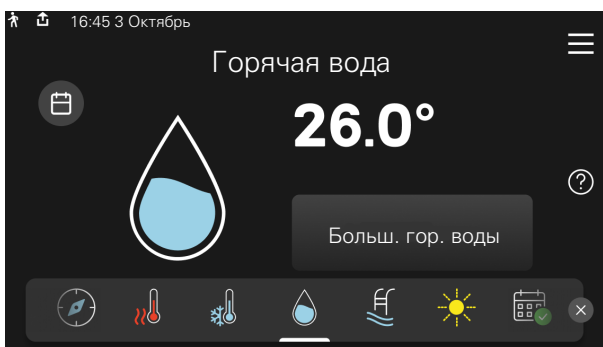 16:45 3 Октябрь
Горячая вода
26.0°
Больш. гор. воды
?